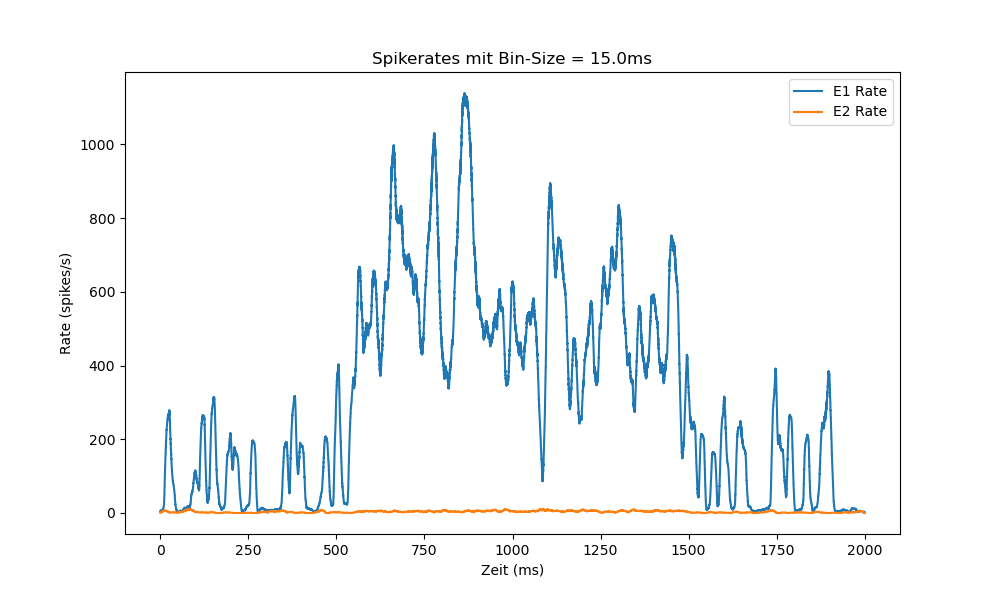 Spikerates mit Bin-Size = 15.0ms
E1 Rate
E2 Rate
Rate (spikes/s)
1000
800
600
400
200
0
0 250 500 750 1000 1250 1500 1750 2000
Zeit (ms)